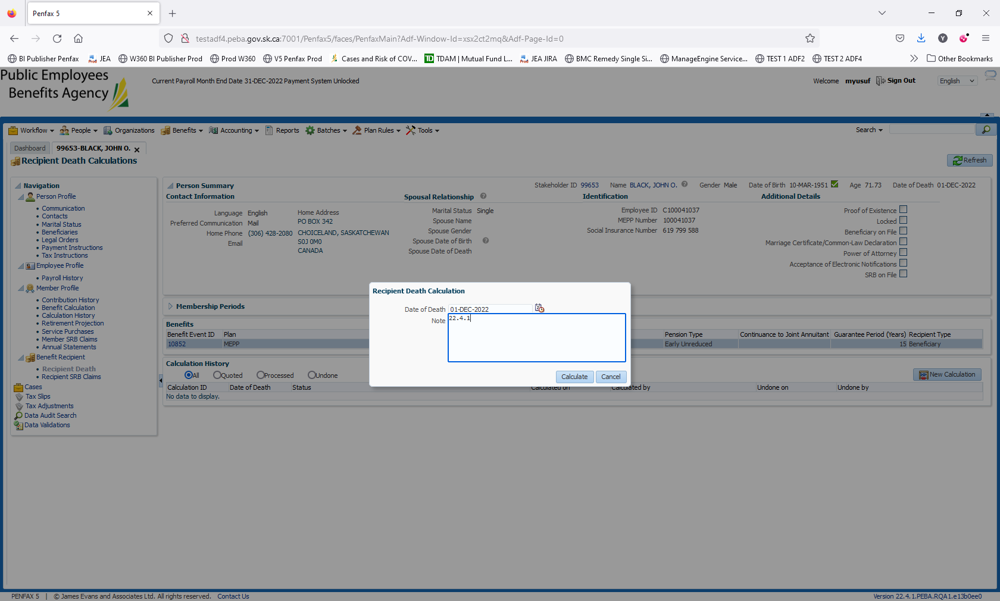 Penfax 5
testadf4.peba.gov.sk.ca:7001/Penfax5/faces/PenfaxMain?Adf-Window-Id=xsx2ct2mq&Adf-Page-Id=0
BI Publisher Penfax JEA W360 BI Publisher Prod Prod W360 V5 Penfax Prod Cases and Risk of COV... TD TDAM | Mutual Fund L... JEA JIRA BMC Remedy Single Si... ManageEngine Service... TEST 1 ADF2 TEST 2 ADF4 Other Bookmarks
Public Employees
Benefits Agency
Current Payroll Month End Date 31-DEC-2022 Payment System Unlocked
Welcome myusuf Sign Out English
Workflow People Organizations Benefits Accounting Reports Batches Plan Rules Tools Search
Dashboard 99653-BLACK, JOHN O.
Recipient Death Calculations
Refresh
Navigation
Person Profile
Communication
Contacts
Marital Status
Beneficiaries
Legal Orders
Payment Instructions
Tax Instructions
Employee Profile
Payroll History
Member Profile
Contribution History
Benefit Calculation
Calculation History
Retirement Projection
Service Purchases
Member SRB Claims
Annual Statements
Benefit Recipient
Recipient Death
Recipient SRB Claims
Cases
Tax Slips
Tax Adjustments
Data Audit Search
Data Validations
Person Summary
Stakeholder ID 99653 Name BLACK, JOHN O. Gender Male Date of Birth 10-MAR-1951 Age 71.73 Date of Death 01-DEC-2022
Contact Information
Language English
Preferred Communication Mail
Home Phone (306) 428-2080
Email
Home Address
PO BOX 342
CHOICELAND, SASKATCHEWAN
S0J 0M0
CANADA
Spousal Relationship
Marital Status Single
Spouse Name
Spouse Gender
Spouse Date of Birth
Spouse Date of Death
Identification
Employee ID C100041037
MEPP Number 100041037
Social Insurance Number 619 799 588
Additional Details
Proof of Existence
Locked
Beneficiary on File
Marriage Certificate/Common-Law Declaration
Power of Attorney
Acceptance of Electronic Notifications
SRB on File
Membership Periods
Benefits
Benefit Event ID Plan Pension Type Continuance to Joint Annuitant Guarantee Period (Years) Recipient Type
10852 MEPP Early Unreduced 15 Beneficiary
Calculation History
All Quoted Processed Undone
New Calculation
Calculation ID Date of Death Status Calculated on Calculated by Undone on Undone by
No data to display.
Recipient Death Calculation
Date of Death 01-DEC-2022
Note 22.4.1
Calculate Cancel
PENFAX 5 | © James Evans and Associates Ltd. All rights reserved. Contact Us
Version 22.4.1.PEBA.RQA1.e13b0ee0